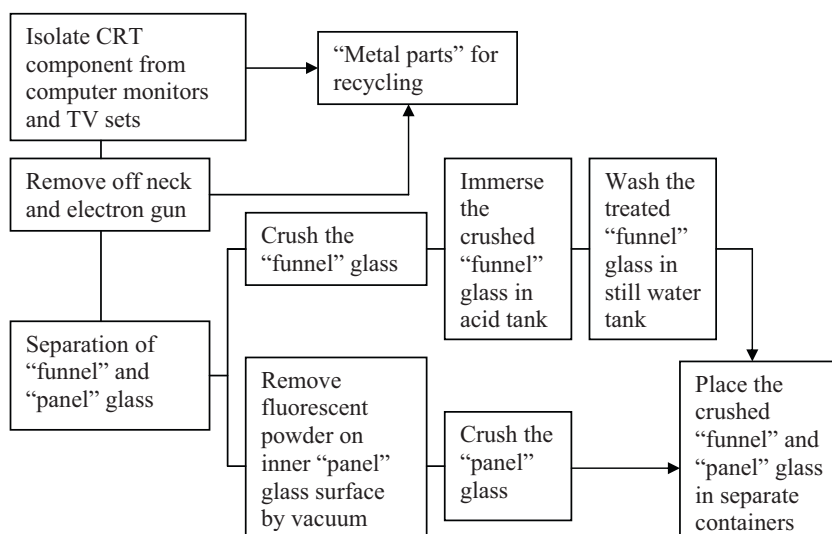 Isolate CRT
component from
computer monitors
and TV sets
“Metal parts” for
recycling
Remove off neck
and electron gun
Crush the
“funnel” glass
Immerse
the
crushed
“funnel”
glass in
acid tank
Wash the
treated
“funnel”
glass in
still water
tank
Separation of
“funnel” and
“panel” glass
Remove
fluorescent
powder on
inner “panel”
glass surface
by vacuum
Crush the
“panel”
glass
Place the
crushed
“funnel” and
“panel” glass
in separate
containers